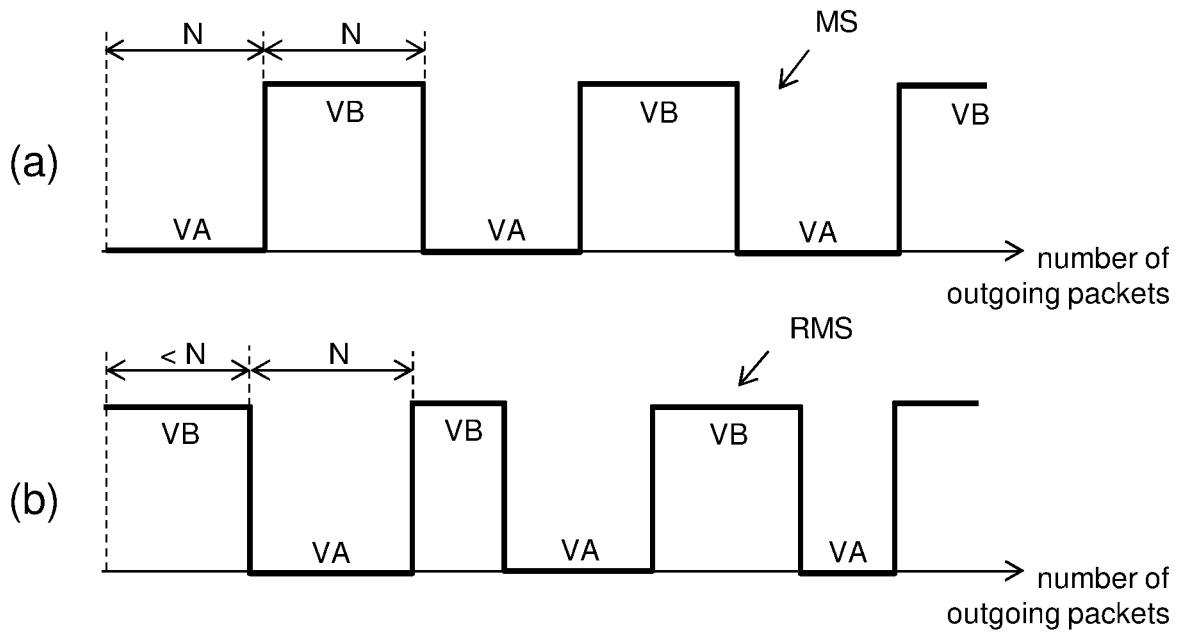 N
N
MS
VB
VB
VB
(a)
VA
VA
VA
number of
outgoing packets
RMS
< N
N
VB
VB
VB
(b)
VA
VA
VA
number of
outgoing packets